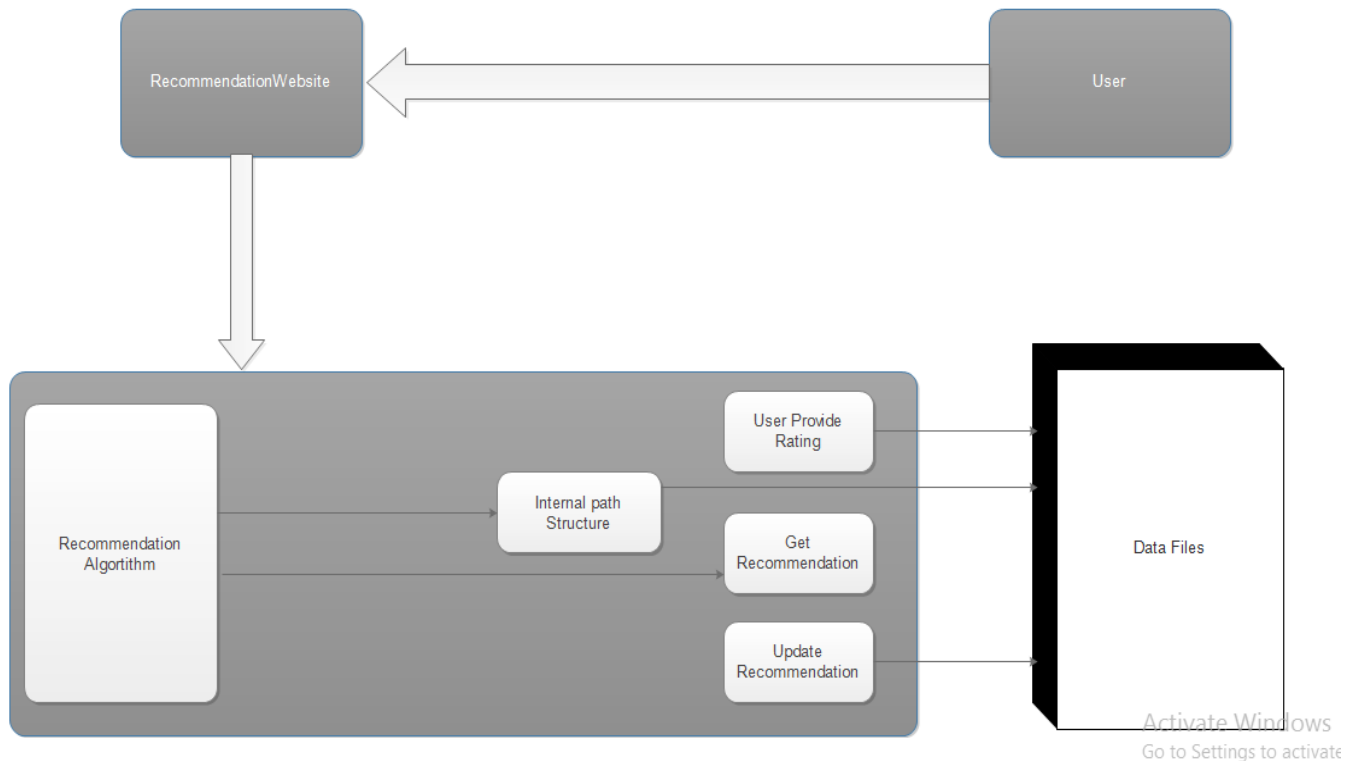 RecommendationWebsite
User
User Provide
Rating
Internal path
Structure
Get
Recommendation
Recommendation
Algortithm
Data Files
Update
Recommendation
Activate Windows
Go to Settings to activate